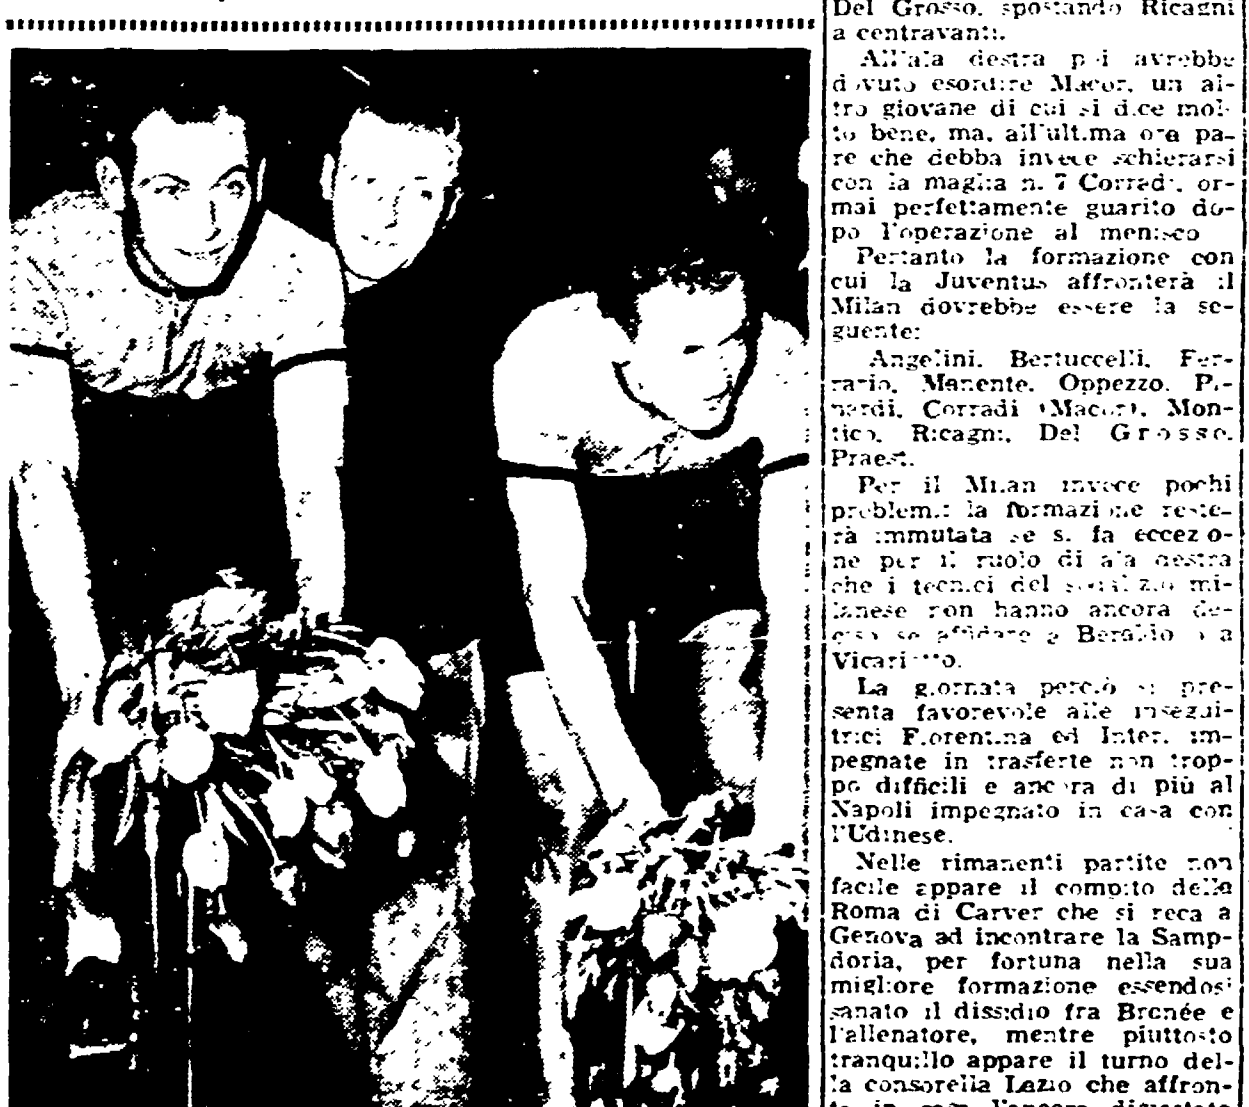 Del Grosso, spostando Ricagni
a centravanti.
All'ala destra poi avrebbe
dovuto esordire Macor, un al-
tro giovane di cui si dice mol-
to bene, ma, all'ultima ora pa-
re che debba invece schierarsi
con la maglia n. 7 Corradi, or-
mai perfettamente guarito do-
po l'operazione al menisco
Pertanto la formazione con
cui la Juventus affronterà il
Milan dovrebbe essere la se-
guente:
Angelini, Bertuccelli, Fer-
rario, Manente, Oppezzo, Pi-
nardi, Corradi (Macor), Mon-
tico, Ricagni, Del Grosso,
Praest.
Per il Milan invece pochi
problemi: la formazione reste-
rà immutata se si fa eccezio-
ne per il ruolo di ala destra
che i tecnici del sodalizio mi-
lanese non hanno ancora de-
ciso se affidare a Beraldo o a
Vicariotto.
La giornata perciò si pre-
senta favorevole alle insegui-
trici Fiorentina ed Inter, im-
pegnate in trasferte non trop-
po difficili e ancora di più al
Napoli impegnato in casa con
l'Udinese.
Nelle rimanenti partite non
facile appare il compito della
Roma di Carver che si reca a
Genova ad incontrare la Samp-
doria, per fortuna nella sua
migliore formazione essendosi
sanato il dissidio fra Bronée e
l'allenatore, mentre piuttosto
tranquillo appare il turno del-
la consorella Lazio che affron-